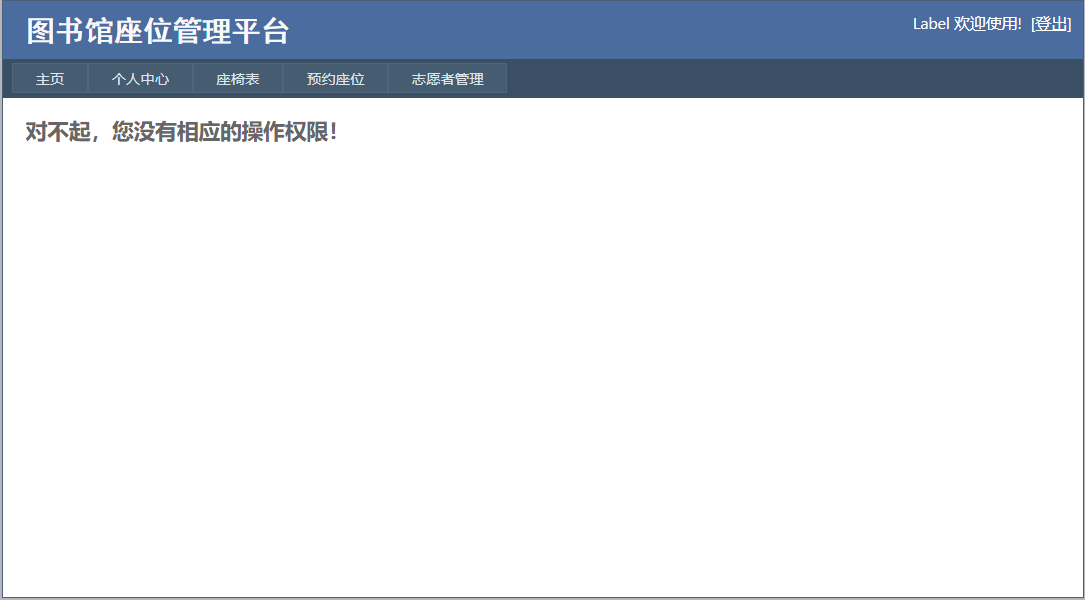 图书馆座位管理平台
Label 欢迎使用! [登出]
主页 个人中心 座椅表 预约座位 志愿者管理
对不起，您没有相应的操作权限！